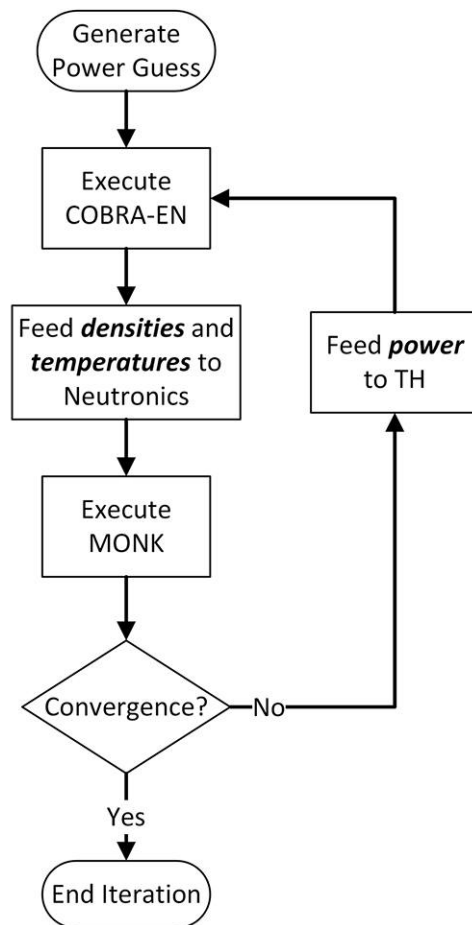 Generate
Power Guess
Execute
COBRA-EN
Feed densities and
temperatures to
Neutronics
Feed power
to TH
Execute
MONK
Convergence?
No
Yes
End Iteration